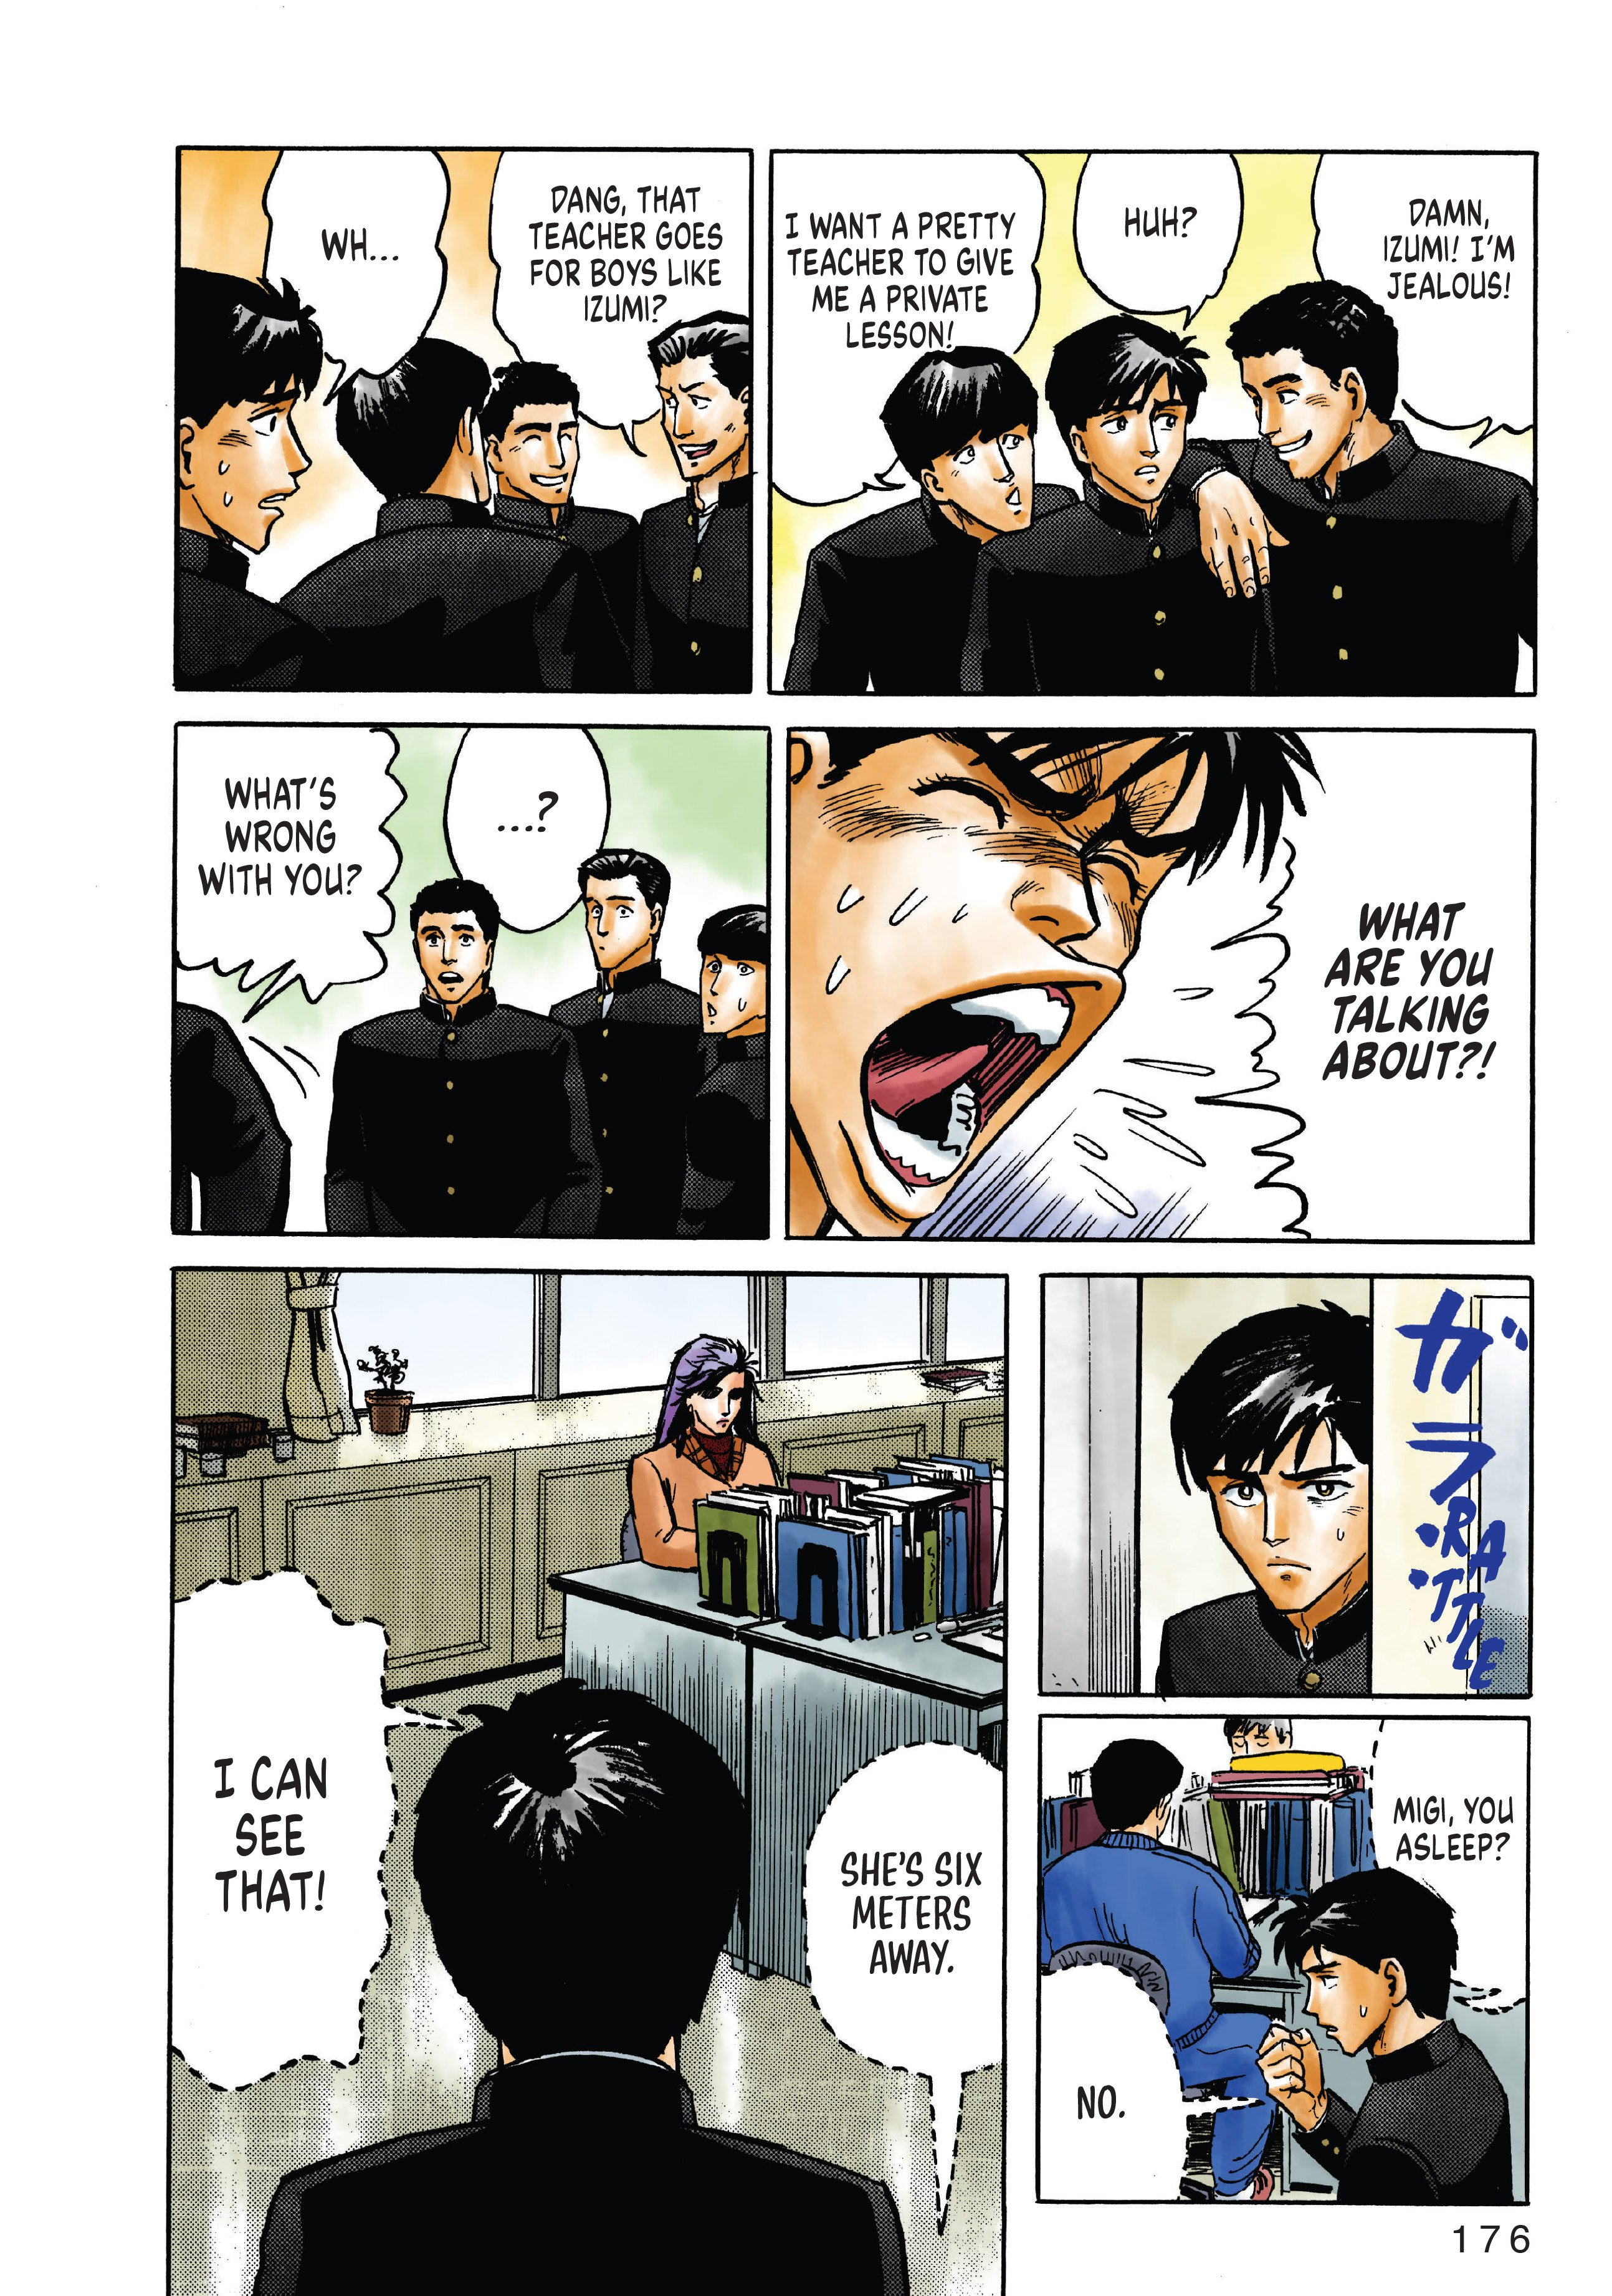 DAMN,
IZUMI! I'M
JEALOUS!
HUH?
I WANT A PRETTY
TEACHER TO GIVE
ME A PRIVATE
LESSON!
DANG, THAT
TEACHER GOES
FOR BOYS LIKE
IZUMI?
WH...
WHAT
ARE YOU
TALKING
ABOUT?!
...?
WHAT'S
WRONG
WITH YOU?
ガラ・・
RATTLE
MIGI, YOU
ASLEEP?
NO.
SHE'S SIX
METERS
AWAY.
I CAN
SEE
THAT!
176